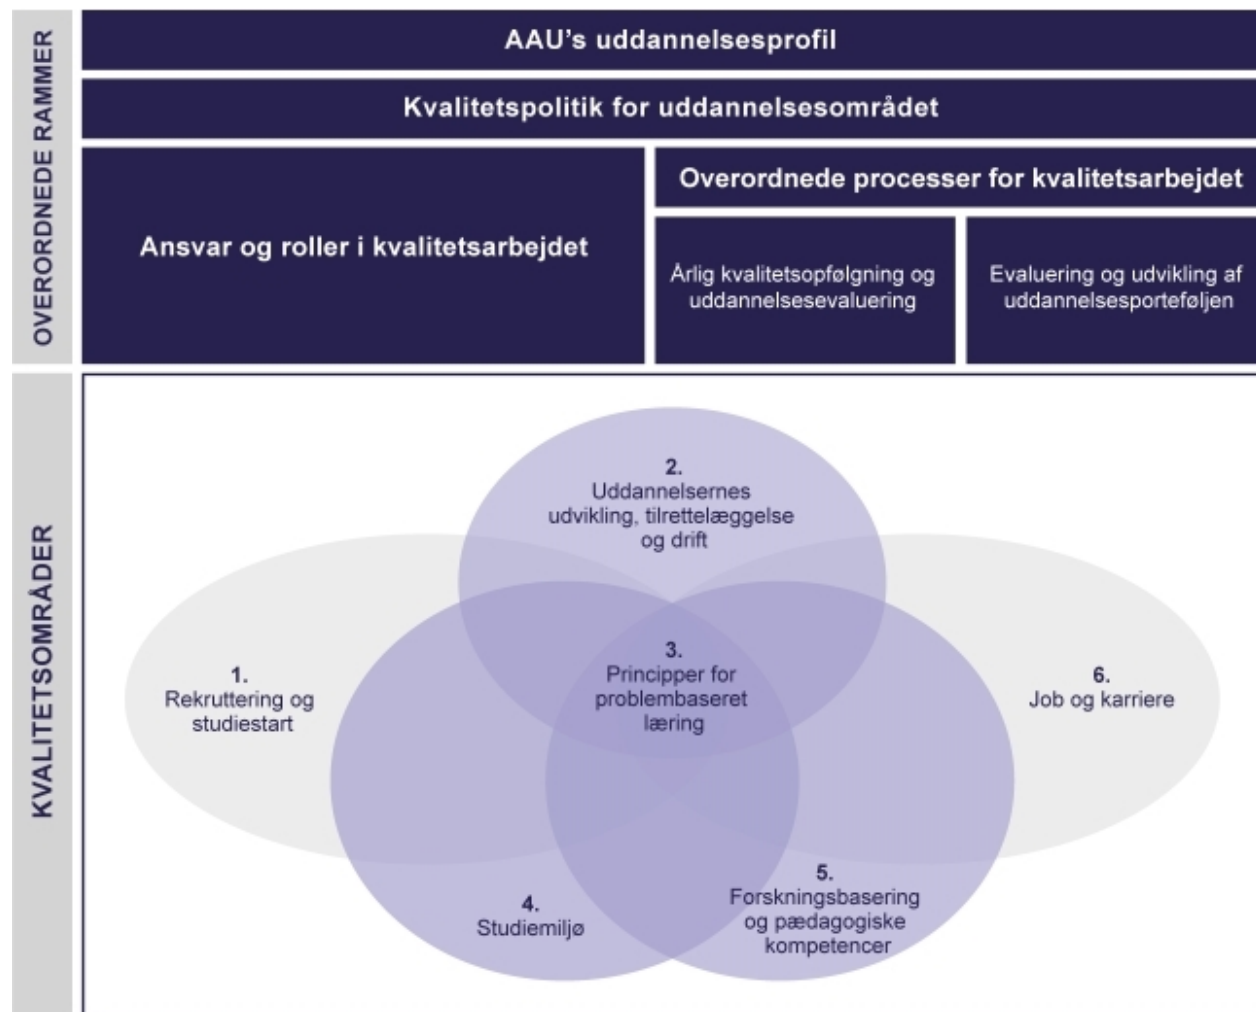 OVERORDNEDE RAMMER
AAU's uddannelsesprofil
Kvalitetspolitik for uddannelsesområdet
Ansvar og roller i kvalitetsarbejdet
Overordnede processer for kvalitetsarbejdet
Årlig kvalitetsopfølgning og
uddannelsesevaluering
Evaluering og udvikling af
uddannelsesporteføljen
KVALITETSOMRÅDER
1.
Rekruttering og
studiestart
2.
Uddannelsernes
udvikling, tilrettelæggelse
og drift
3.
Principper for
problembaseret
læring
4.
Studiemiljø
5.
Forskningsbasering
og pædagogiske
kompetencer
6.
Job og karriere